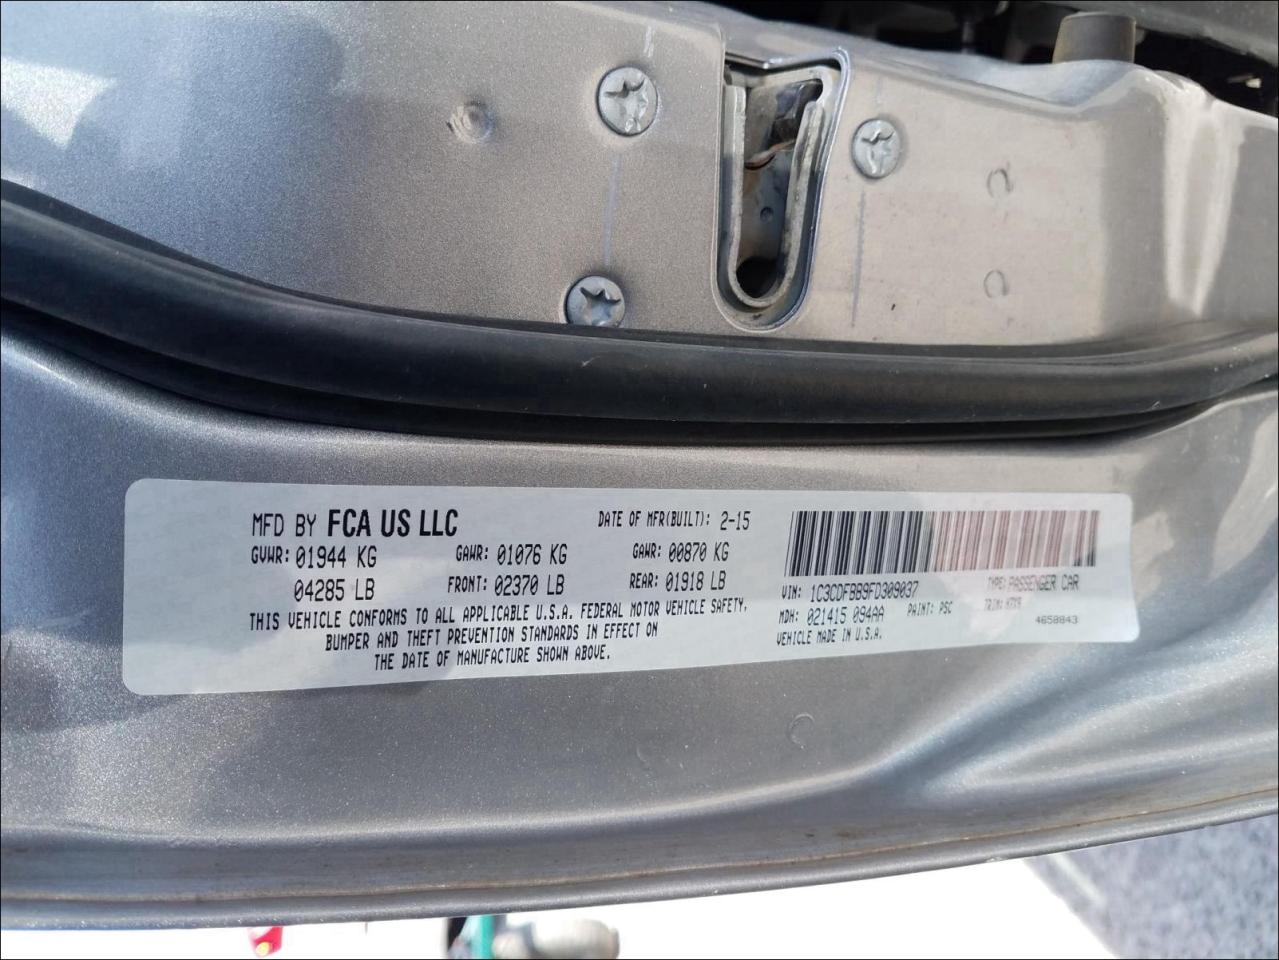 MFD BY FCA US LLC
DATE OF MFR(BUILT): 2-15
GVWR: 01944 KG GAWR: 01076 KG GAWR: 00870 KG
04285 LB FRONT: 02370 LB REAR: 01918 LB
THIS VEHICLE CONFORMS TO ALL APPLICABLE U.S.A. FEDERAL MOTOR VEHICLE SAFETY,
BUMPER AND THEFT PREVENTION STANDARDS IN EFFECT ON
THE DATE OF MANUFACTURE SHOWN ABOVE.
VIN: 1C3CDFBB9FD309037 TYPE: PASSENGER CAR
MDH: 021415 094AA PAINT: PSC TRIM:
VEHICLE MADE IN U.S.A. 4650843